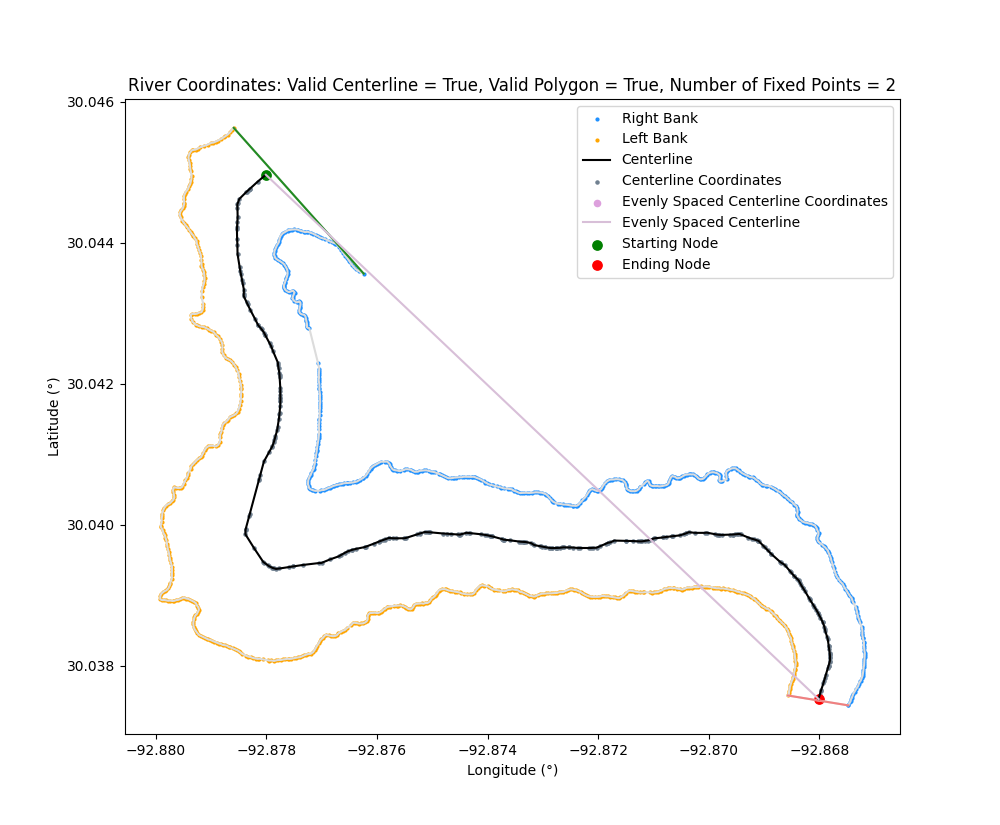 River Coordinates: Valid Centerline = True, Valid Polygon = True, Number of Fixed Points = 2
30.046
30.044
30.042
30.040
30.038
Latitude (°)
Right Bank
Left Bank
Centerline
Centerline Coordinates
Evenly Spaced Centerline Coordinates
Evenly Spaced Centerline
Starting Node
Ending Node
−92.880 −92.878 −92.876 −92.874 −92.872 −92.870 −92.868
Longitude (°)